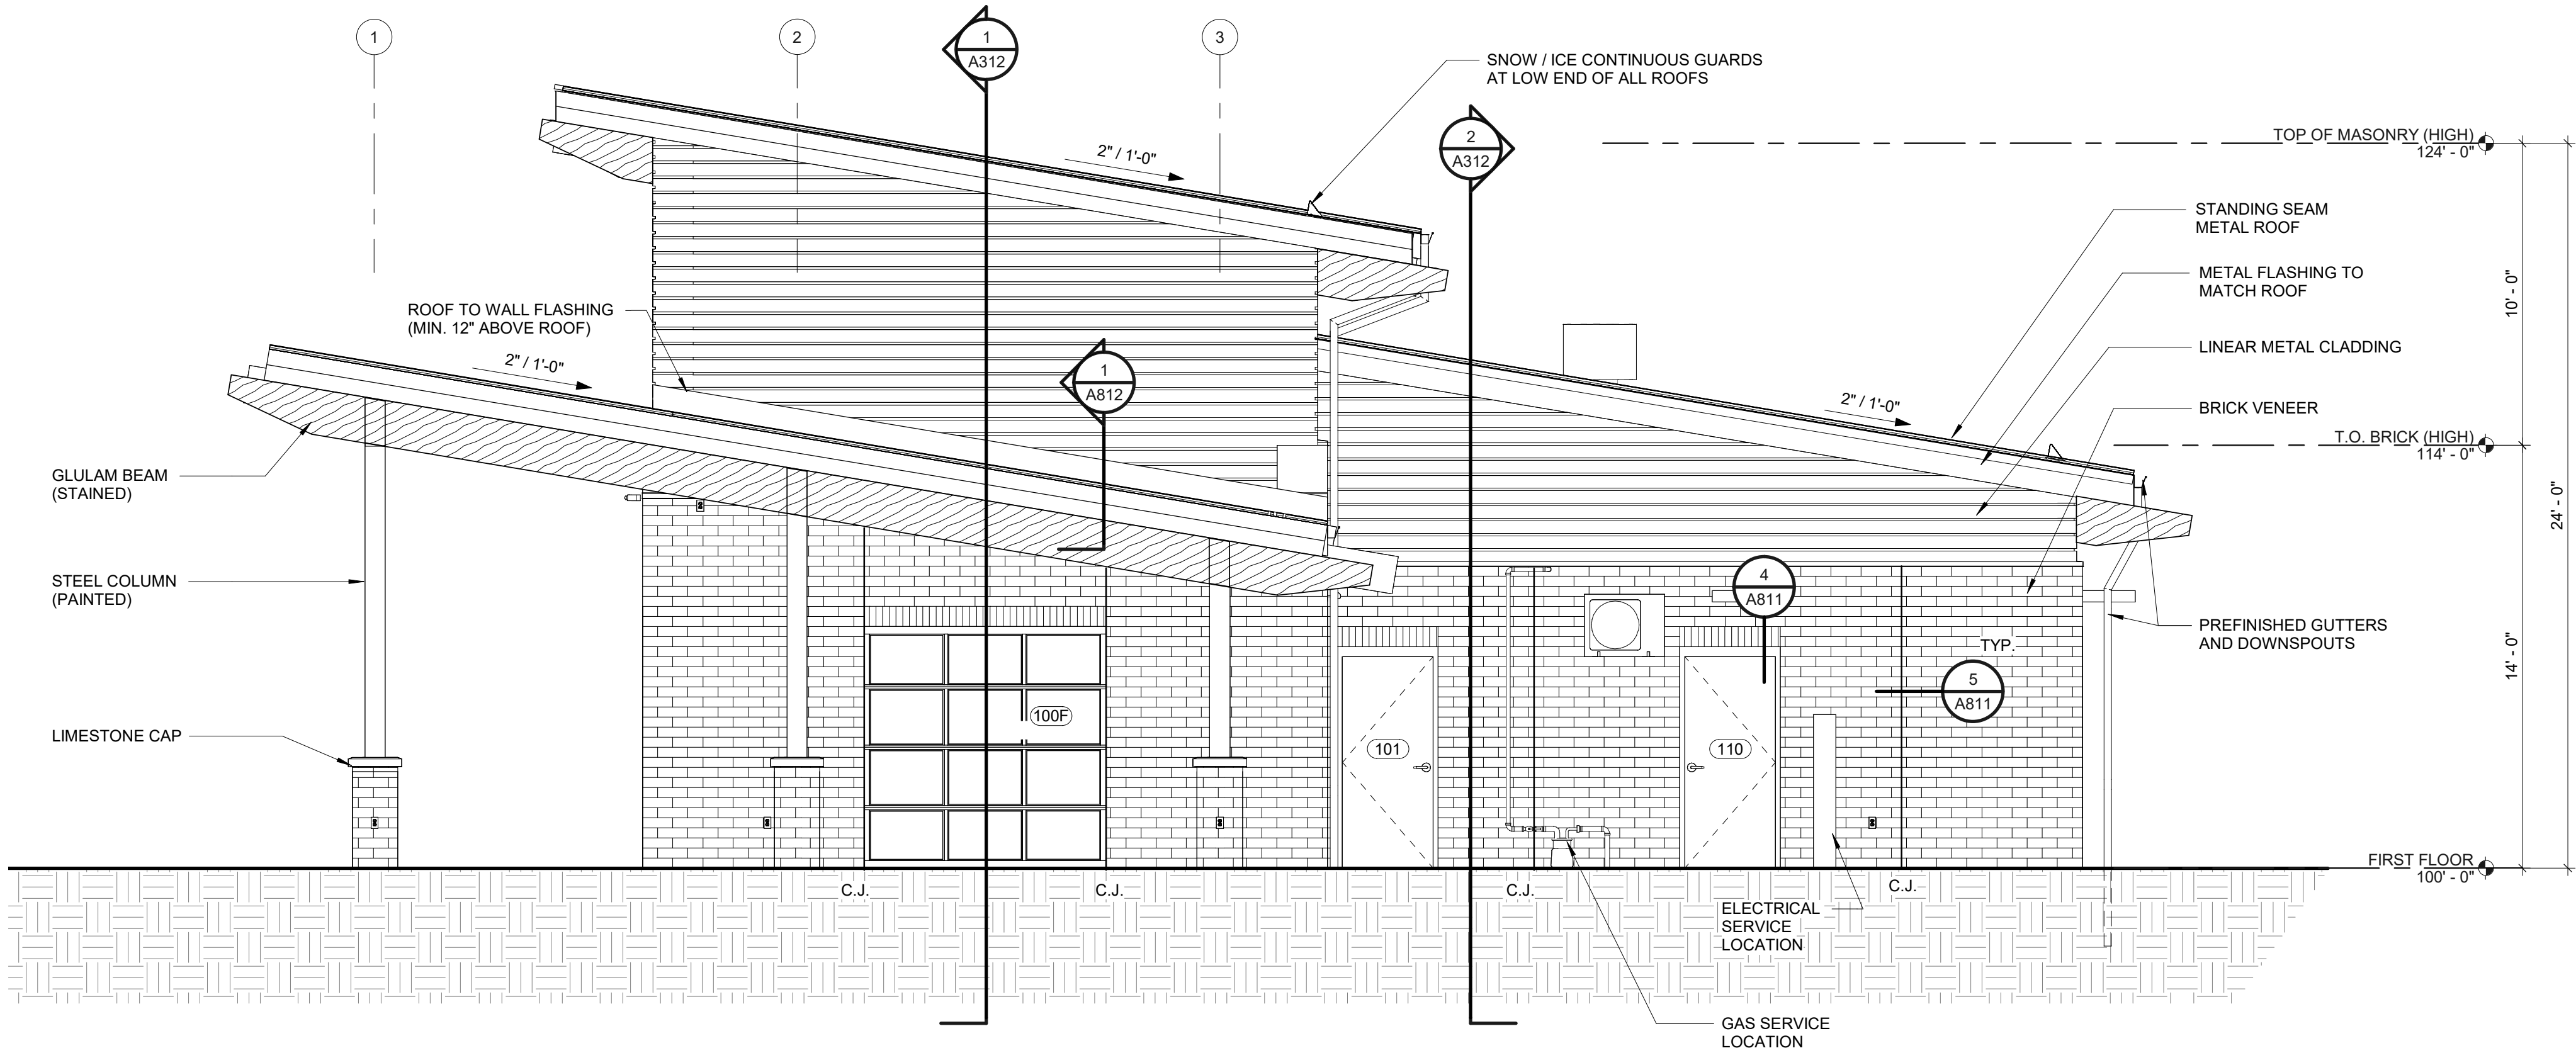 1
2
3
1
A312
SNOW / ICE CONTINUOUS GUARDS
AT LOW END OF ALL ROOFS
2
A312
TOP OF MASONRY (HIGH)
124' - 0"
2" / 1'-0"
STANDING SEAM
METAL ROOF
METAL FLASHING TO
MATCH ROOF
10' - 0"
ROOF TO WALL FLASHING
(MIN. 12" ABOVE ROOF)
LINEAR METAL CLADDING
2" / 1'-0"
1
A812
2" / 1'-0"
BRICK VENEER
T.O. BRICK (HIGH)
114' - 0"
GLULAM BEAM
(STAINED)
24' - 0"
STEEL COLUMN
(PAINTED)
4
A811
PREFINISHED GUTTERS
AND DOWNSPOUTS
TYP.
14' - 0"
5
A811
100F
LIMESTONE CAP
101
110
FIRST FLOOR
100' - 0"
C.J.
C.J.
C.J.
C.J.
ELECTRICAL
SERVICE
LOCATION
GAS SERVICE
LOCATION